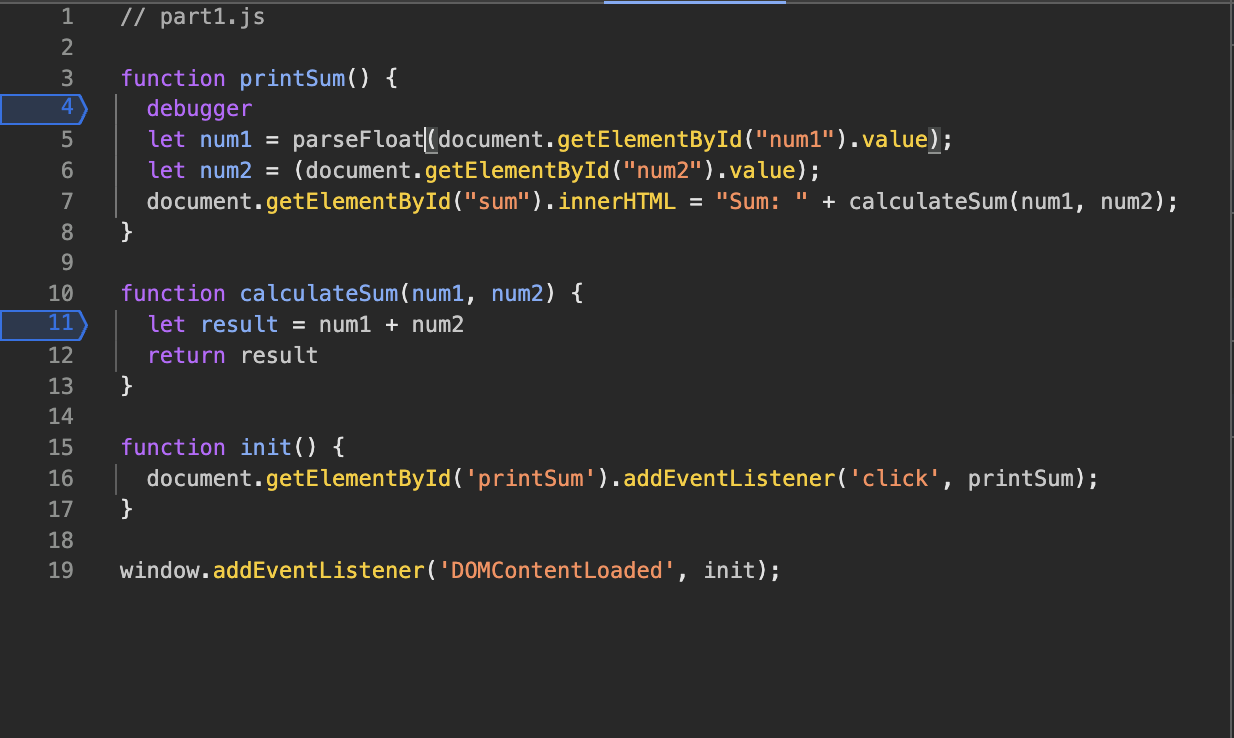 1 // part1.js
2
3 function printSum() {
4 debugger
5 let num1 = parseFloat(document.getElementById("num1").value);
6 let num2 = (document.getElementById("num2").value);
7 document.getElementById("sum").innerHTML = "Sum: " + calculateSum(num1, num2);
8 }
9
10 function calculateSum(num1, num2) {
11 let result = num1 + num2
12 return result
13 }
14
15 function init() {
16 document.getElementById('printSum').addEventListener('click', printSum);
17 }
18
19 window.addEventListener('DOMContentLoaded', init);